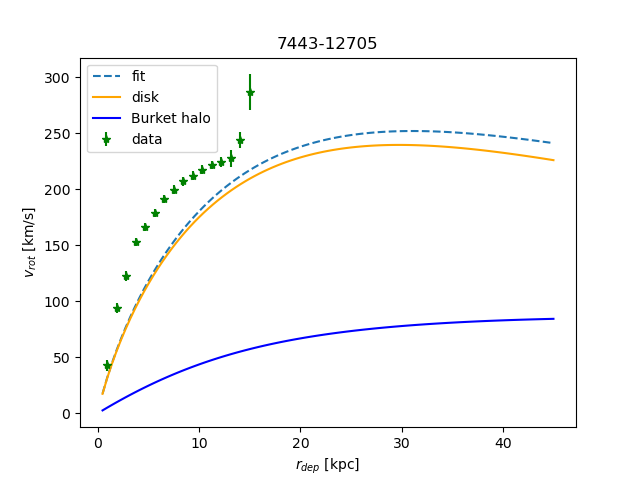 7443-12705
fit
disk
Burket halo
data
300
250
200
150
100
50
0
v_rot [km/s]
0 10 20 30 40
r_dep [kpc]